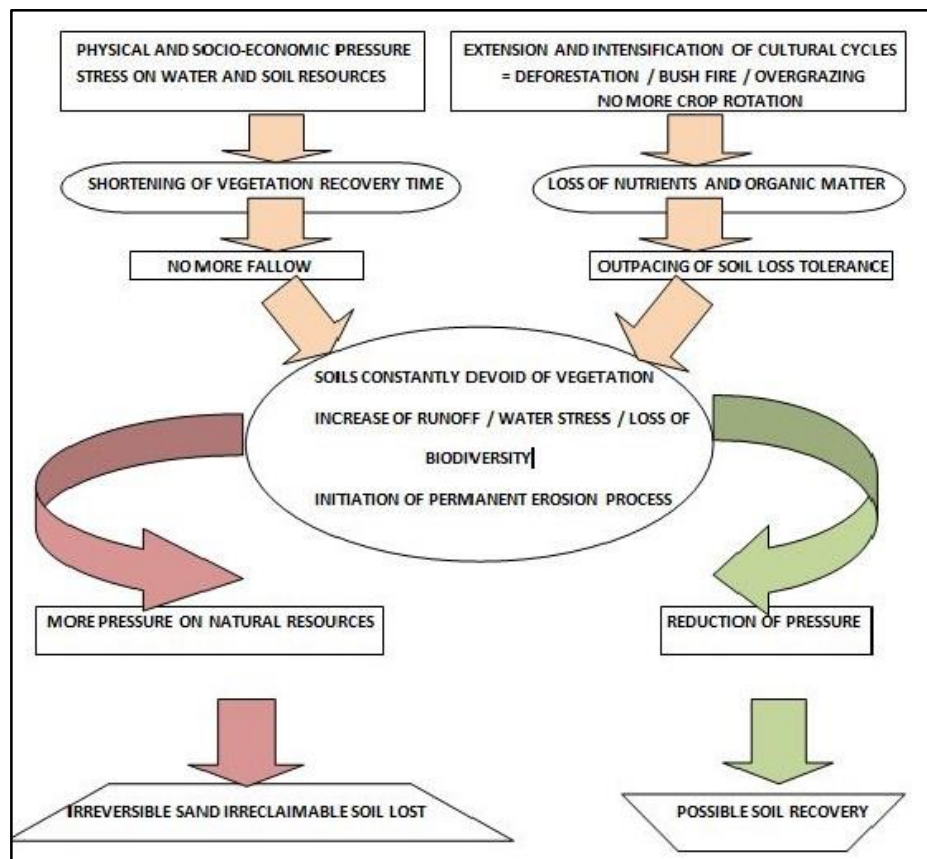 PHYSICAL AND SOCIO-ECONOMIC PRESSURE
STRESS ON WATER AND SOIL RESOURCES
EXTENSION AND INTENSIFICATION OF CULTURAL CYCLES
= DEFORESTATION / BUSH FIRE / OVERGRAZING
NO MORE CROP ROTATION
SHORTENING OF VEGETATION RECOVERY TIME
LOSS OF NUTRIENTS AND ORGANIC MATTER
NO MORE FALLOW
OUTPACING OF SOIL LOSS TOLERANCE
SOILS CONSTANTLY DEVOID OF VEGETATION
INCREASE OF RUNOFF / WATER STRESS / LOSS OF
BIODIVERSITY
INITIATION OF PERMANENT EROSION PROCESS
MORE PRESSURE ON NATURAL RESOURCES
REDUCTION OF PRESSURE
IRREVERSIBLE SAND IRRECLAIMABLE SOIL LOST
POSSIBLE SOIL RECOVERY